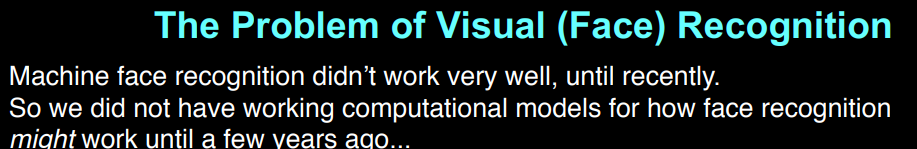 The Problem of Visual (Face) Recognition
Machine face recognition didn’t work very well, until recently.
So we did not have working computational models for how face recognition
might work until a few years ago...